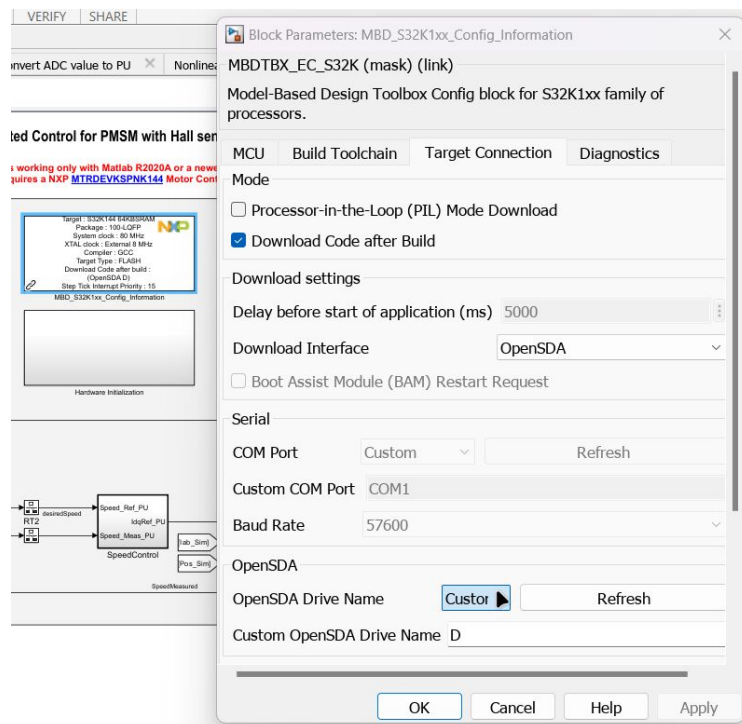 VERIFY SHARE
Block Parameters: MBD_S32K1xx_Config_Information
nvert ADC value to PU Nonlinea
MBDTBX_EC_S32K (mask) (link)
Model-Based Design Toolbox Config block for S32K1xx family of
processors.
ted Control for PMSM with Hall sen
s working only with Matlab R2020A or a newe
quires a NXP MTRDEVKSPNK144 Motor Cont
MCU Build Toolchain Target Connection Diagnostics
Mode
Processor-in-the-Loop (PIL) Mode Download
Download Code after Build
Target : S32K144 64KBSRAM
Package : 100-LQFP
System clock : 80 MHz
XTAL clock : External 8 MHz
Compiler : GCC
Target Type : FLASH
Download Code after build :
(OpenSDA D)
Step Tick Interrupt Priority : 15
NXP
MBD_S32K1xx_Config_Information
Download settings
Delay before start of application (ms) 5000
Download Interface OpenSDA
Boot Assist Module (BAM) Restart Request
Hardware Initialization
Serial
COM Port Custom Refresh
Custom COM Port COM1
Baud Rate 57600
RT2
desiredSpeed
Speed_Ref_PU
IdqRef_PU
Speed_Meas_PU
SpeedControl
Iab_Sim]
[Pos_Sim]
SpeedMeasured
OpenSDA
OpenSDA Drive Name Custor Refresh
Custom OpenSDA Drive Name D
OK Cancel Help Apply